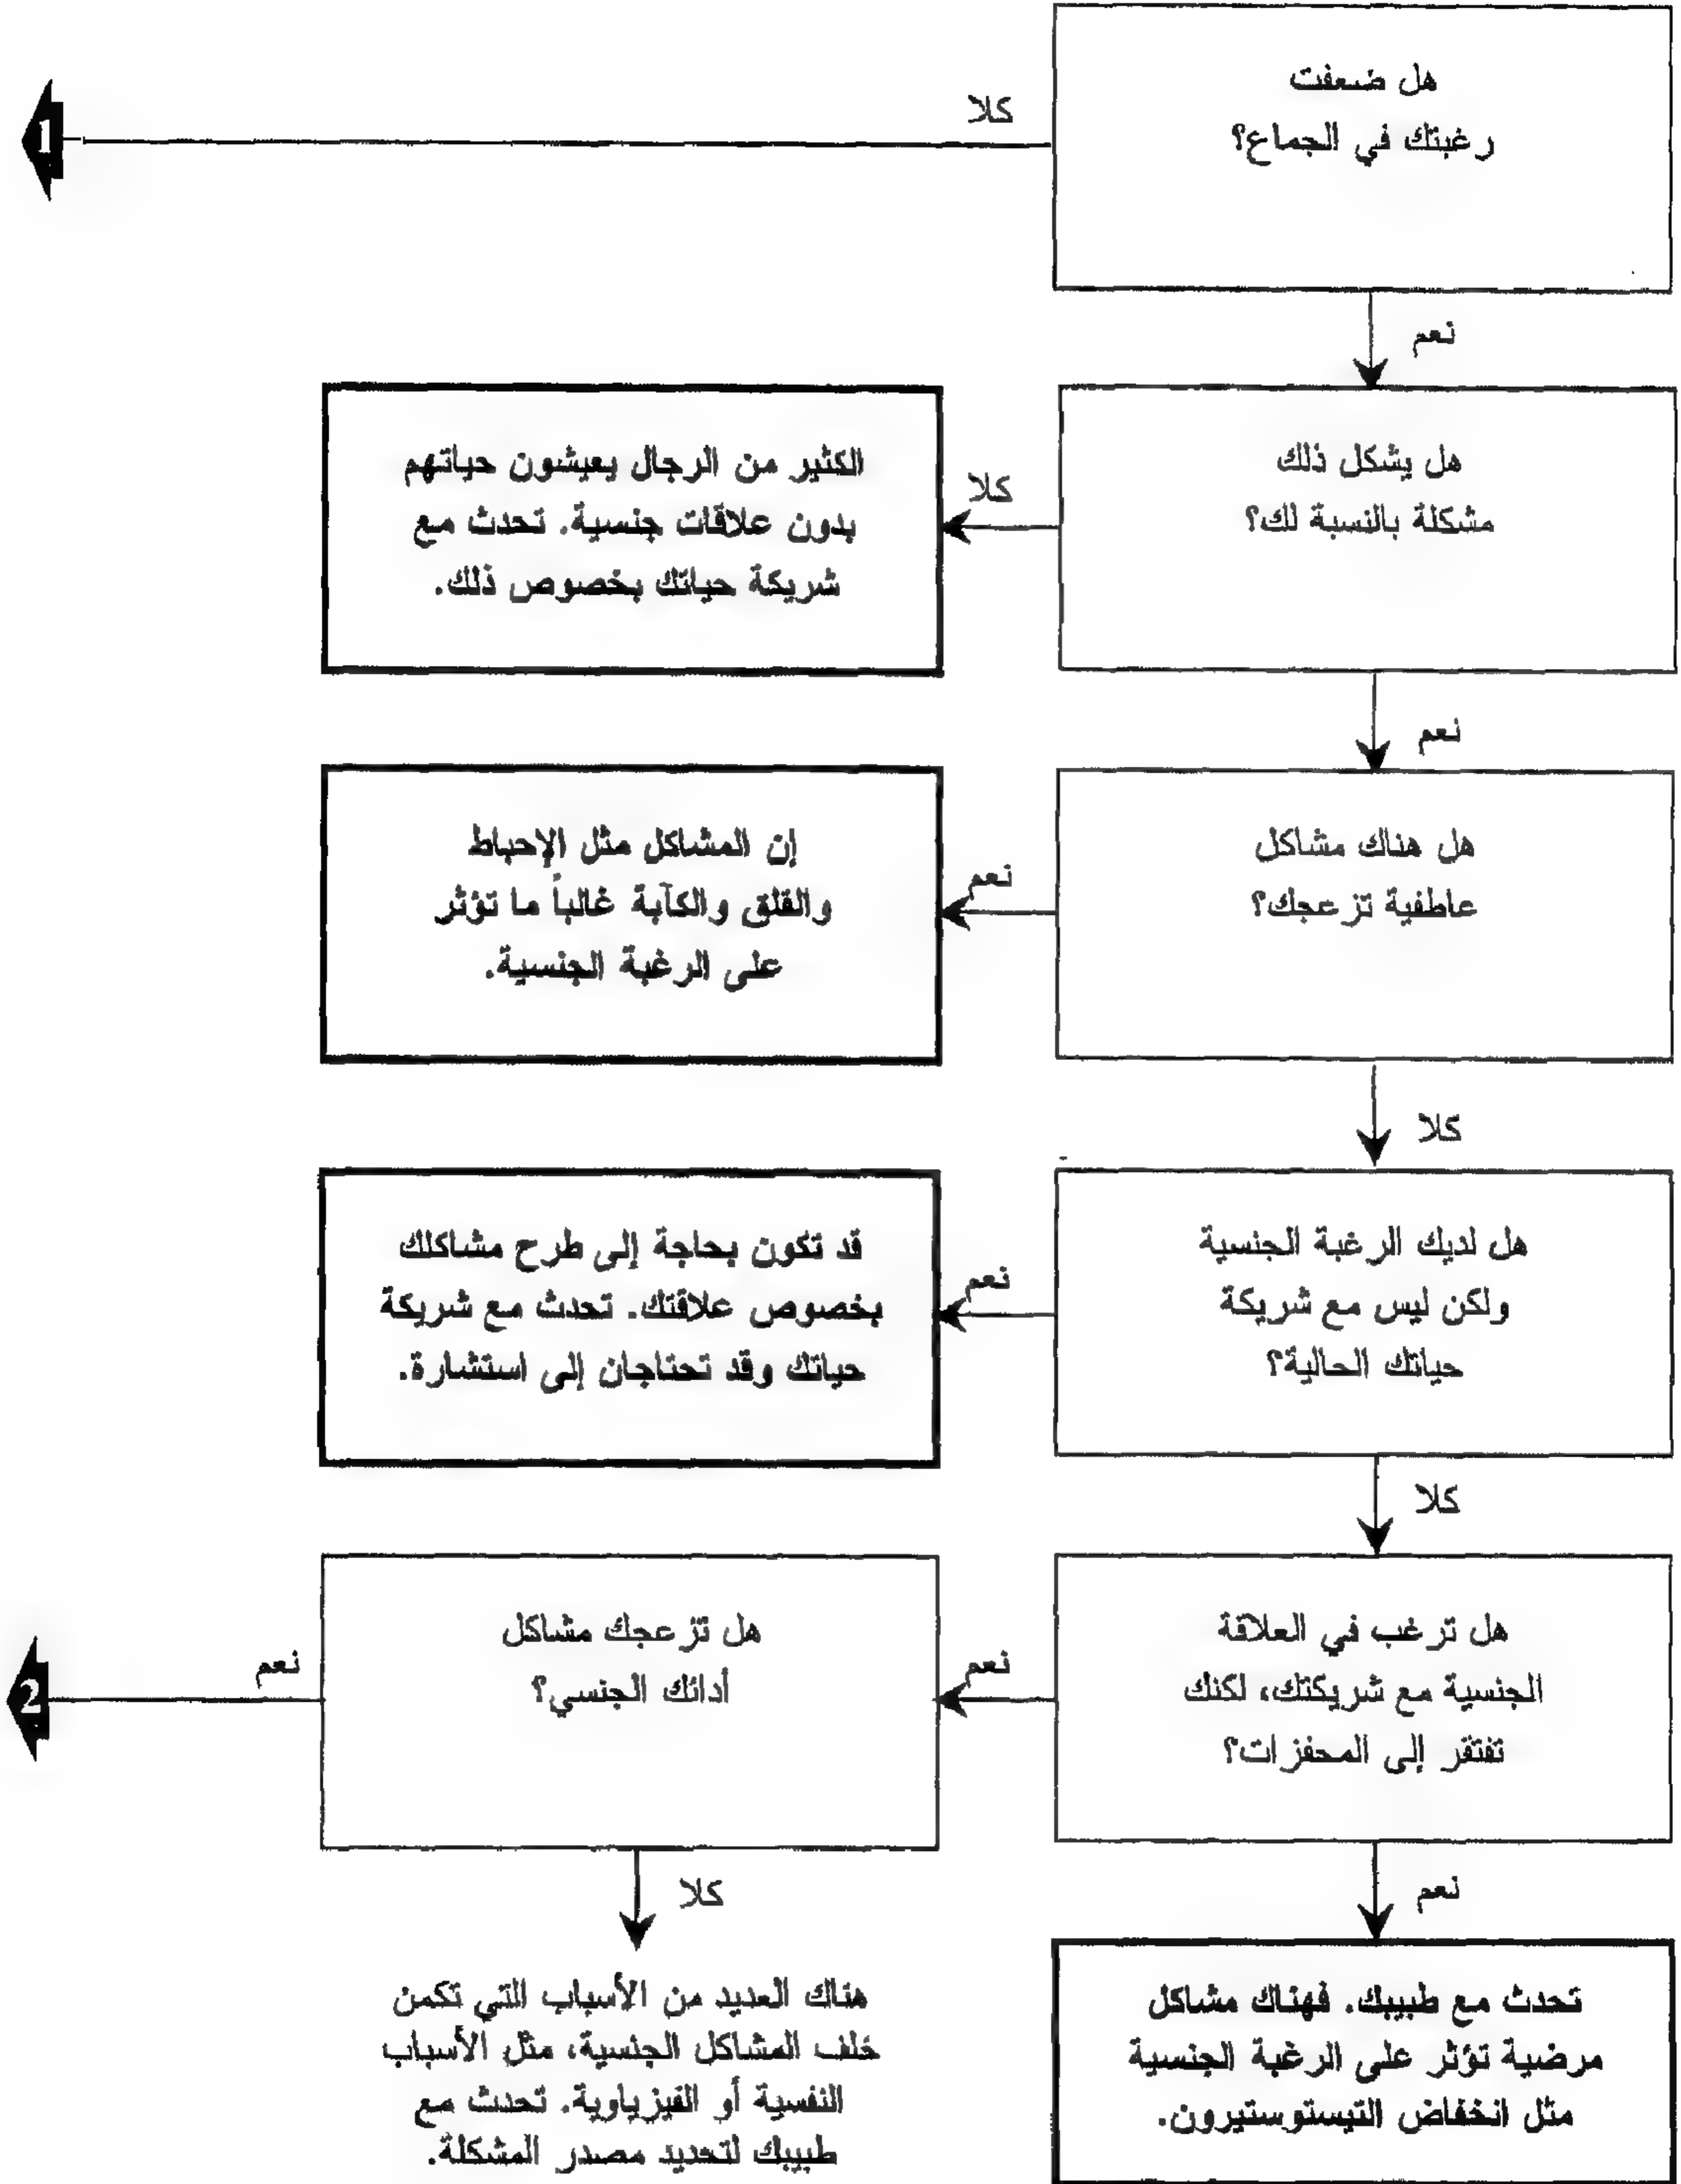 هل ضعفت
رغبتك في الجماع؟
كلا
1
نعم
هل يشكل ذلك
مشكلة بالنسبة لك؟
كلا
الكثير من الرجال يعيشون حياتهم
بدون علاقات جنسية. تحدث مع
شريكة حياتك بخصوص ذلك.
نعم
هل هناك مشاكل
عاطفية تزعجك؟
نعم
إن المشاكل مثل الإحباط
والقلق والكآبة غالباً ما تؤثر
على الرغبة الجنسية.
كلا
هل لديك الرغبة الجنسية
ولكن ليس مع شريكة
حياتك الحالية؟
نعم
قد تكون بحاجة إلى طرح مشاكلك
بخصوص علاقتك. تحدث مع شريكة
حياتك وقد تحتاجان إلى استشارة.
كلا
هل ترغب في العلاقة
الجنسية مع شريكتك، لكنك
تفتقر إلى المحفزات؟
نعم
هل تزعجك مشاكل
أدائك الجنسي؟
نعم
2
نعم
تحدث مع طبيبك. فهناك مشاكل
مرضية تؤثر على الرغبة الجنسية
مثل انخفاض التيستوستيرون.
كلا
هناك العديد من الأسباب التي تكمن
خلف المشاكل الجنسية، مثل الأسباب
النفسية أو الفيزياوية. تحدث مع
طبيبك لتحديد مصدر المشكلة.